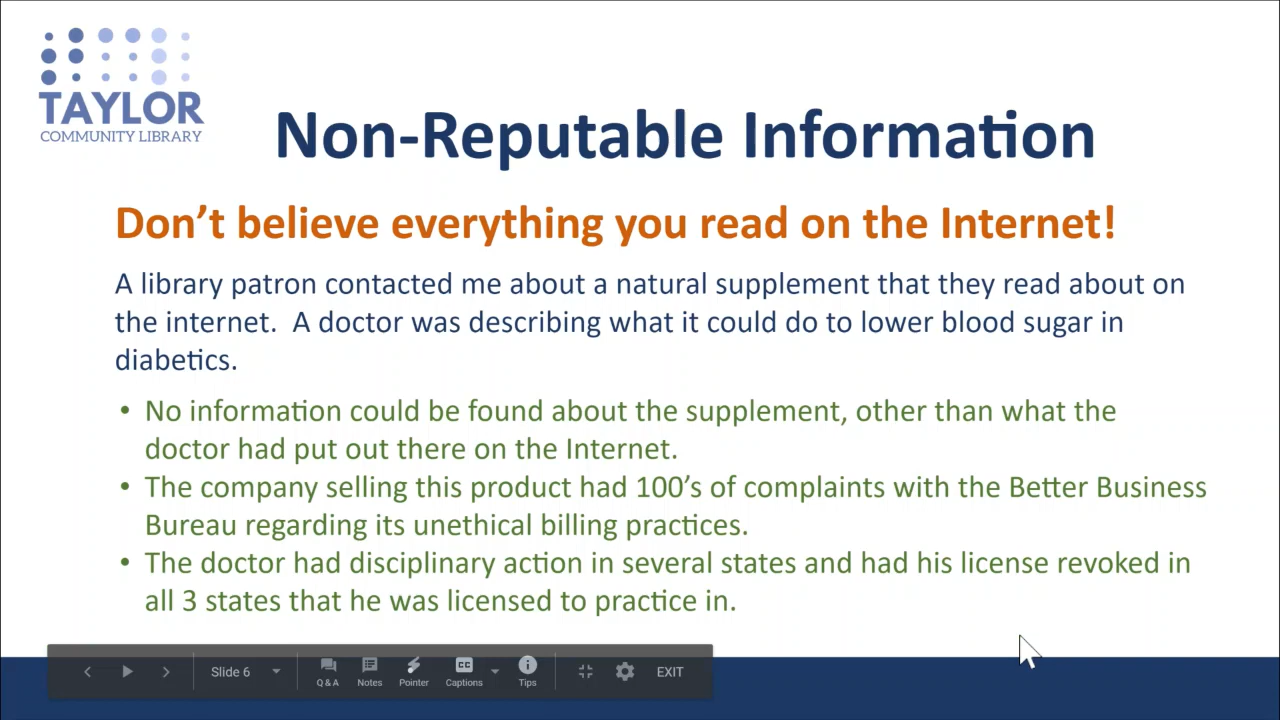 TAYLOR
COMMUNITY LIBRARY
Non-Reputable Information
Don't believe everything you read on the Internet!
A library patron contacted me about a natural supplement that they read about on
the internet.  A doctor was describing what it could do to lower blood sugar in
diabetics.
• No information could be found about the supplement, other than what the
doctor had put out there on the Internet.
• The company selling this product had 100's of complaints with the Better Business
Bureau regarding its unethical billing practices.
• The doctor had disciplinary action in several states and had his license revoked in
all 3 states that he was licensed to practice in.
Slide 6
Q & A
Notes
Pointer
CC
Captions
Tips
EXIT